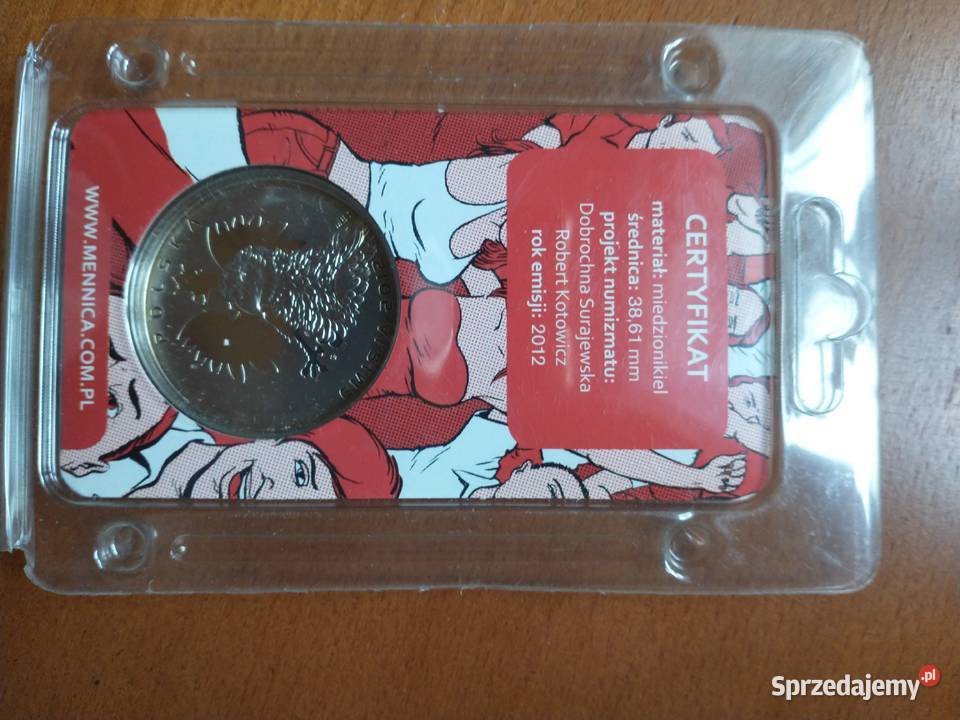 CERTYFIKAT
materiał: miedzionikiel
średnica: 38,61 mm
projekt numizmatu:
Dobrochna Surajewska
Robert Kotowicz
rok emisji: 2012
POLSKA
WWW.MENNICA.COM.PL
Sprzedajemy.pl